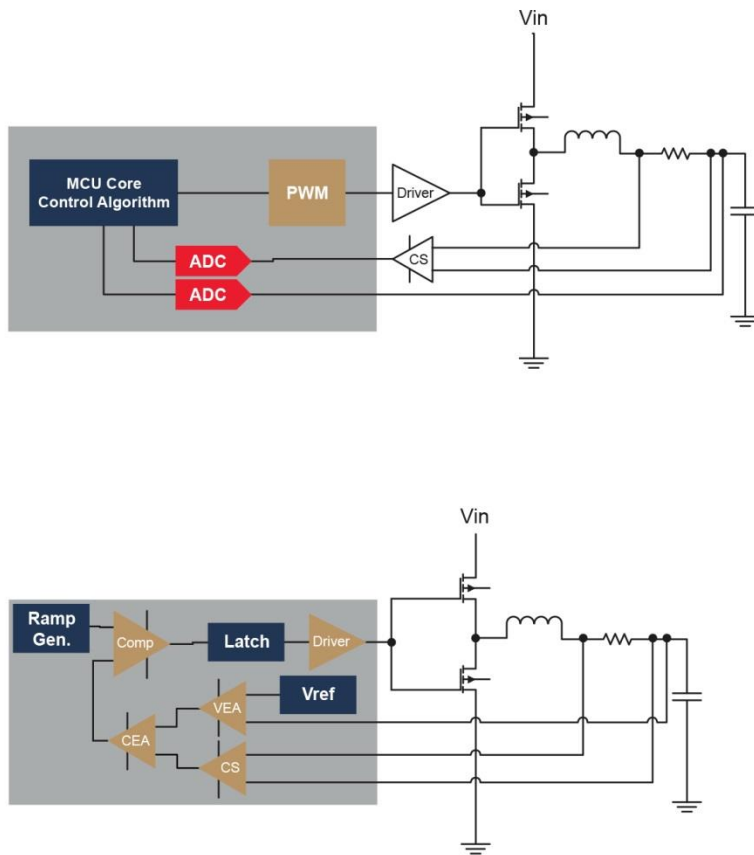 Vin
MCU Core
Control Algorithm
PWM
Driver
ADC
CS
ADC
Vin
Ramp
Gen.
Comp
Latch
Driver
VEA
Vref
CEA
CS